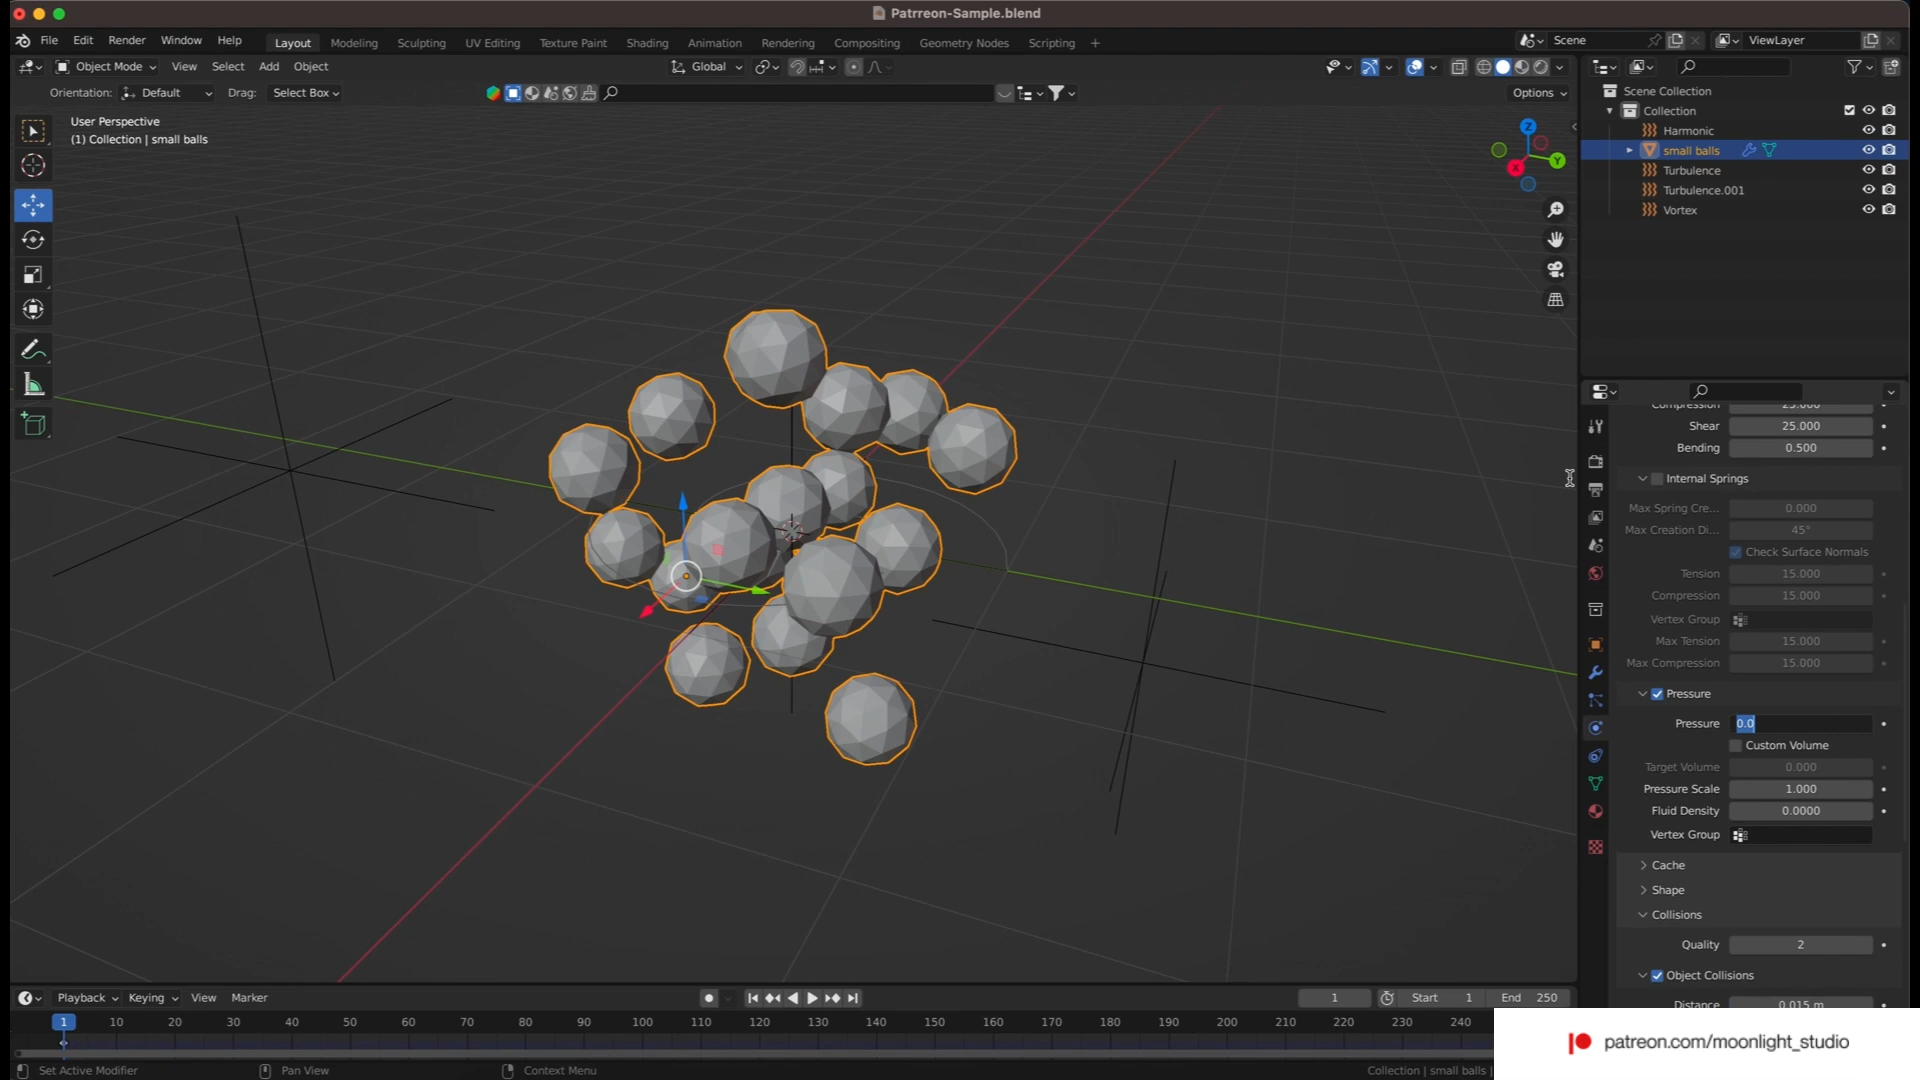 Patrreon-Sample.blend
File Edit Render Window Help Layout Modeling Sculpting UV Editing Texture Paint Shading Animation Rendering Compositing Geometry Nodes Scripting + Scene ViewLayer
Object Mode View Select Add Object Global
Orientation: Default Drag: Select Box Options
User Perspective
(1) Collection | small balls
Z
Y
X
Scene Collection
Collection
Harmonic
small balls
Turbulence
Turbulence.001
Vortex
Compression 25.000
Shear 25.000
Bending 0.500
Internal Springs
Max Spring Cre... 0.000
Max Creation Di... 45°
Check Surface Normals
Tension 15.000
Compression 15.000
Vertex Group
Max Tension 15.000
Max Compression 15.000
Pressure
Pressure 0.0
Custom Volume
Target Volume 0.000
Pressure Scale 1.000
Fluid Density 0.0000
Vertex Group
Cache
Shape
Collisions
Quality 2
Object Collisions
Distance 0.015 m
Playback Keying View Marker 1 Start 1 End 250
1 10 20 30 40 50 60 70 80 90 100 110 120 130 140 150 160 170 180 190 200 210 220 230 240
Set Active Modifier Pan View Context Menu Collection | small balls |
patreon.com/moonlight_studio